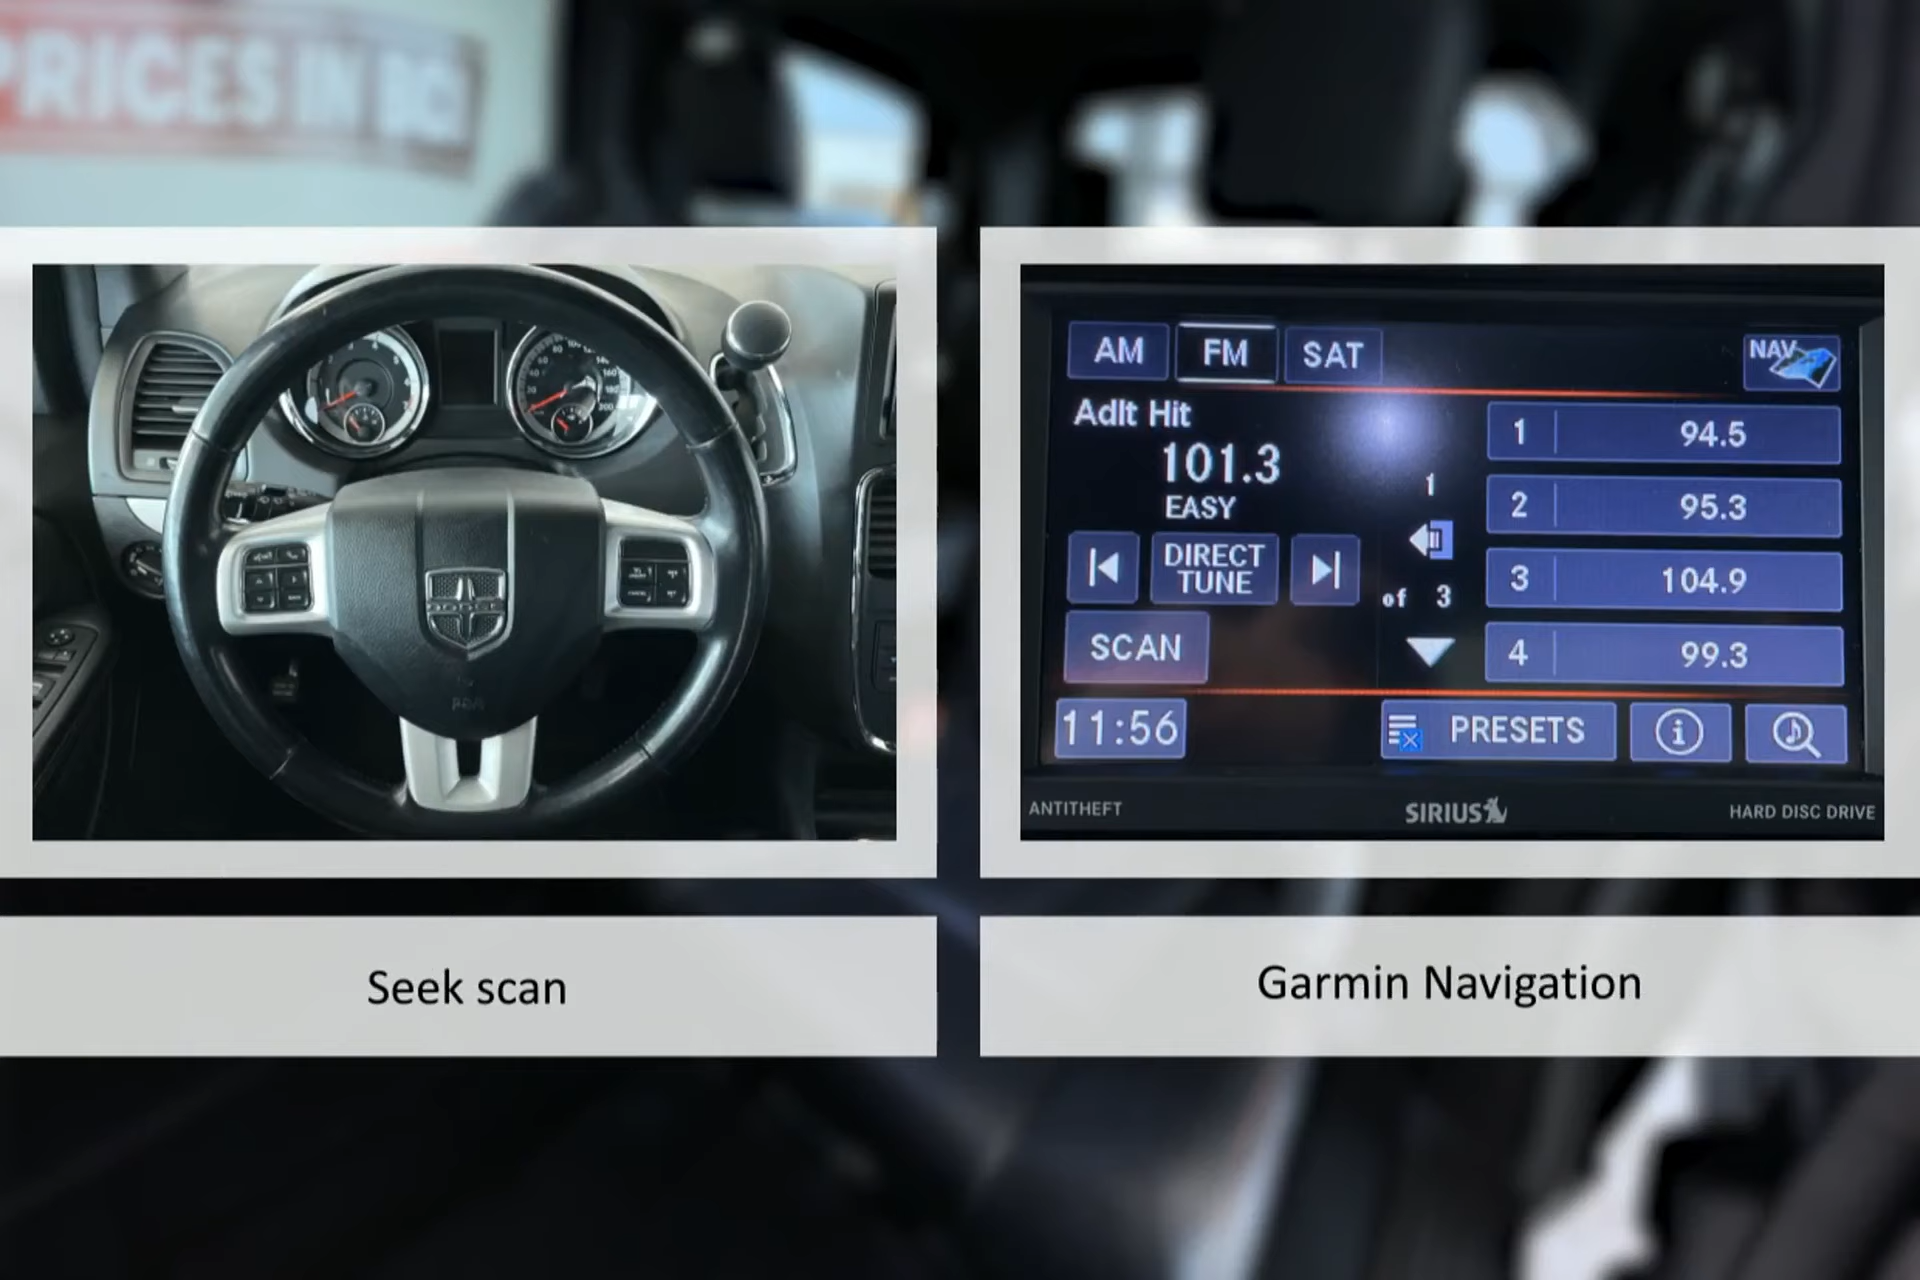 PRICES IN BC!
DODGE
AM FM SAT NAV
Adlt Hit
101.3
EASY
DIRECT
TUNE
SCAN
1
of 3
1 94.5
2 95.3
3 104.9
4 99.3
11:56 PRESETS
ANTITHEFT SIRIUS HARD DISC DRIVE
Seek scan
Garmin Navigation